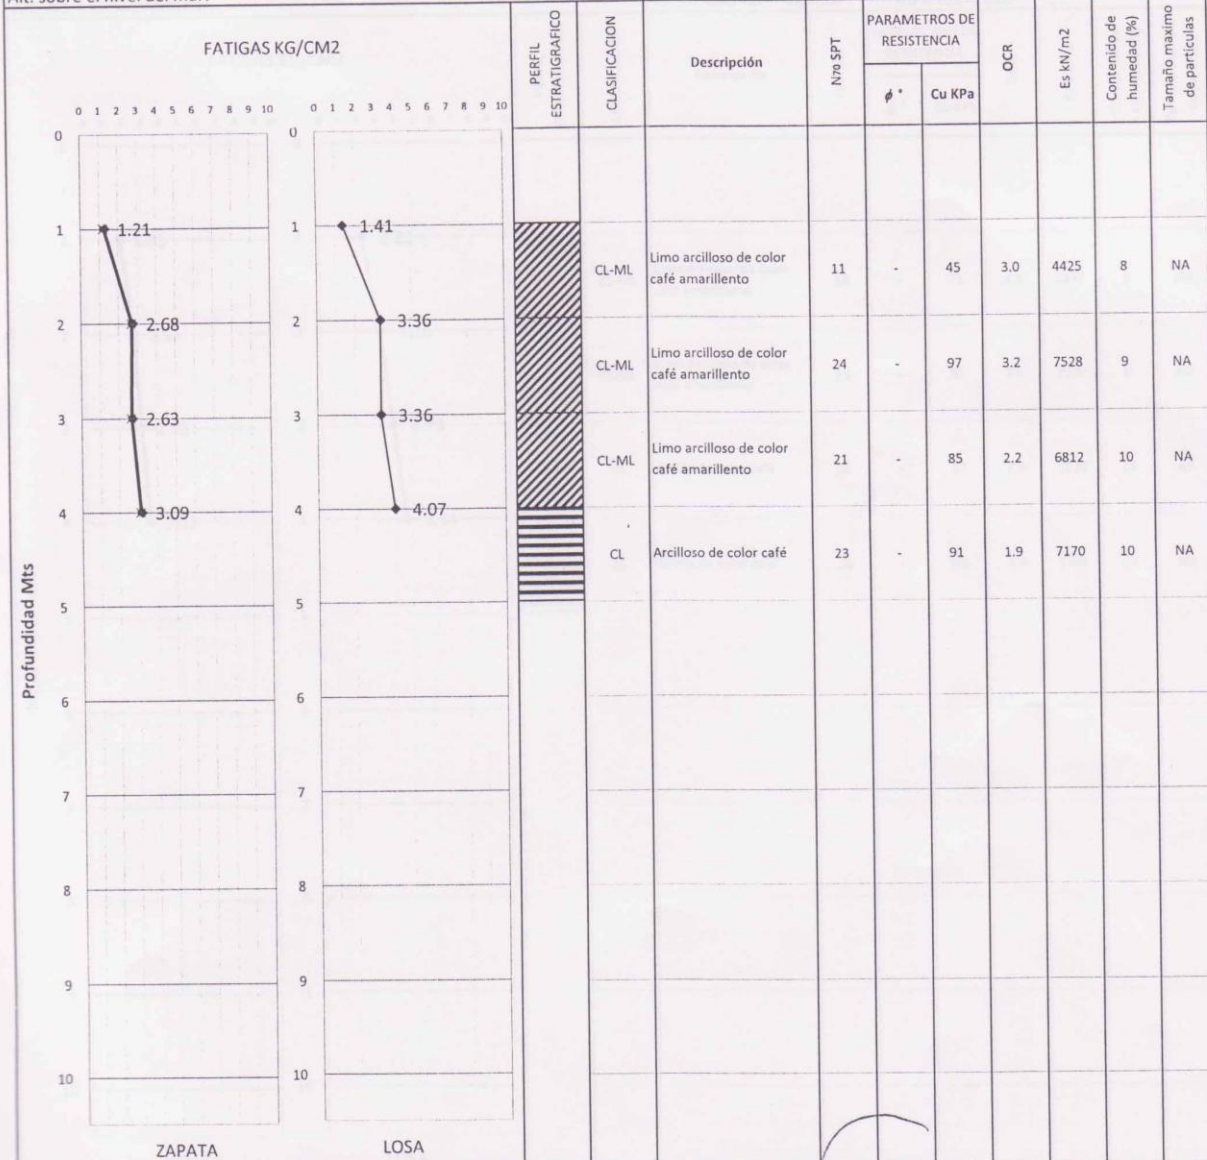 FATIGAS KG/CM2
0 1 2 3 4 5 6 7 8 9 10
0 1 2 3 4 5 6 7 8 9 10
PERFIL ESTRATIGRAFICO
CLASIFICACION
Descripción
N70 SPT
PARAMETROS DE RESISTENCIA
ϕ °
Cu KPa
OCR
Es kN/m2
Contenido de humedad (%)
Tamaño maximo de particulas
Profundidad Mts
0
1
2
3
4
5
6
7
8
9
10
1.21
2.68
2.63
3.09
ZAPATA
0
1
2
3
4
5
6
7
8
9
10
1.41
3.36
3.36
4.07
LOSA
CL-ML Limo arcilloso de color café amarillento 11 - 45 3.0 4425 8 NA
CL-ML Limo arcilloso de color café amarillento 24 - 97 3.2 7528 9 NA
CL-ML Limo arcilloso de color café amarillento 21 - 85 2.2 6812 10 NA
CL Arcilloso de color café 23 - 91 1.9 7170 10 NA